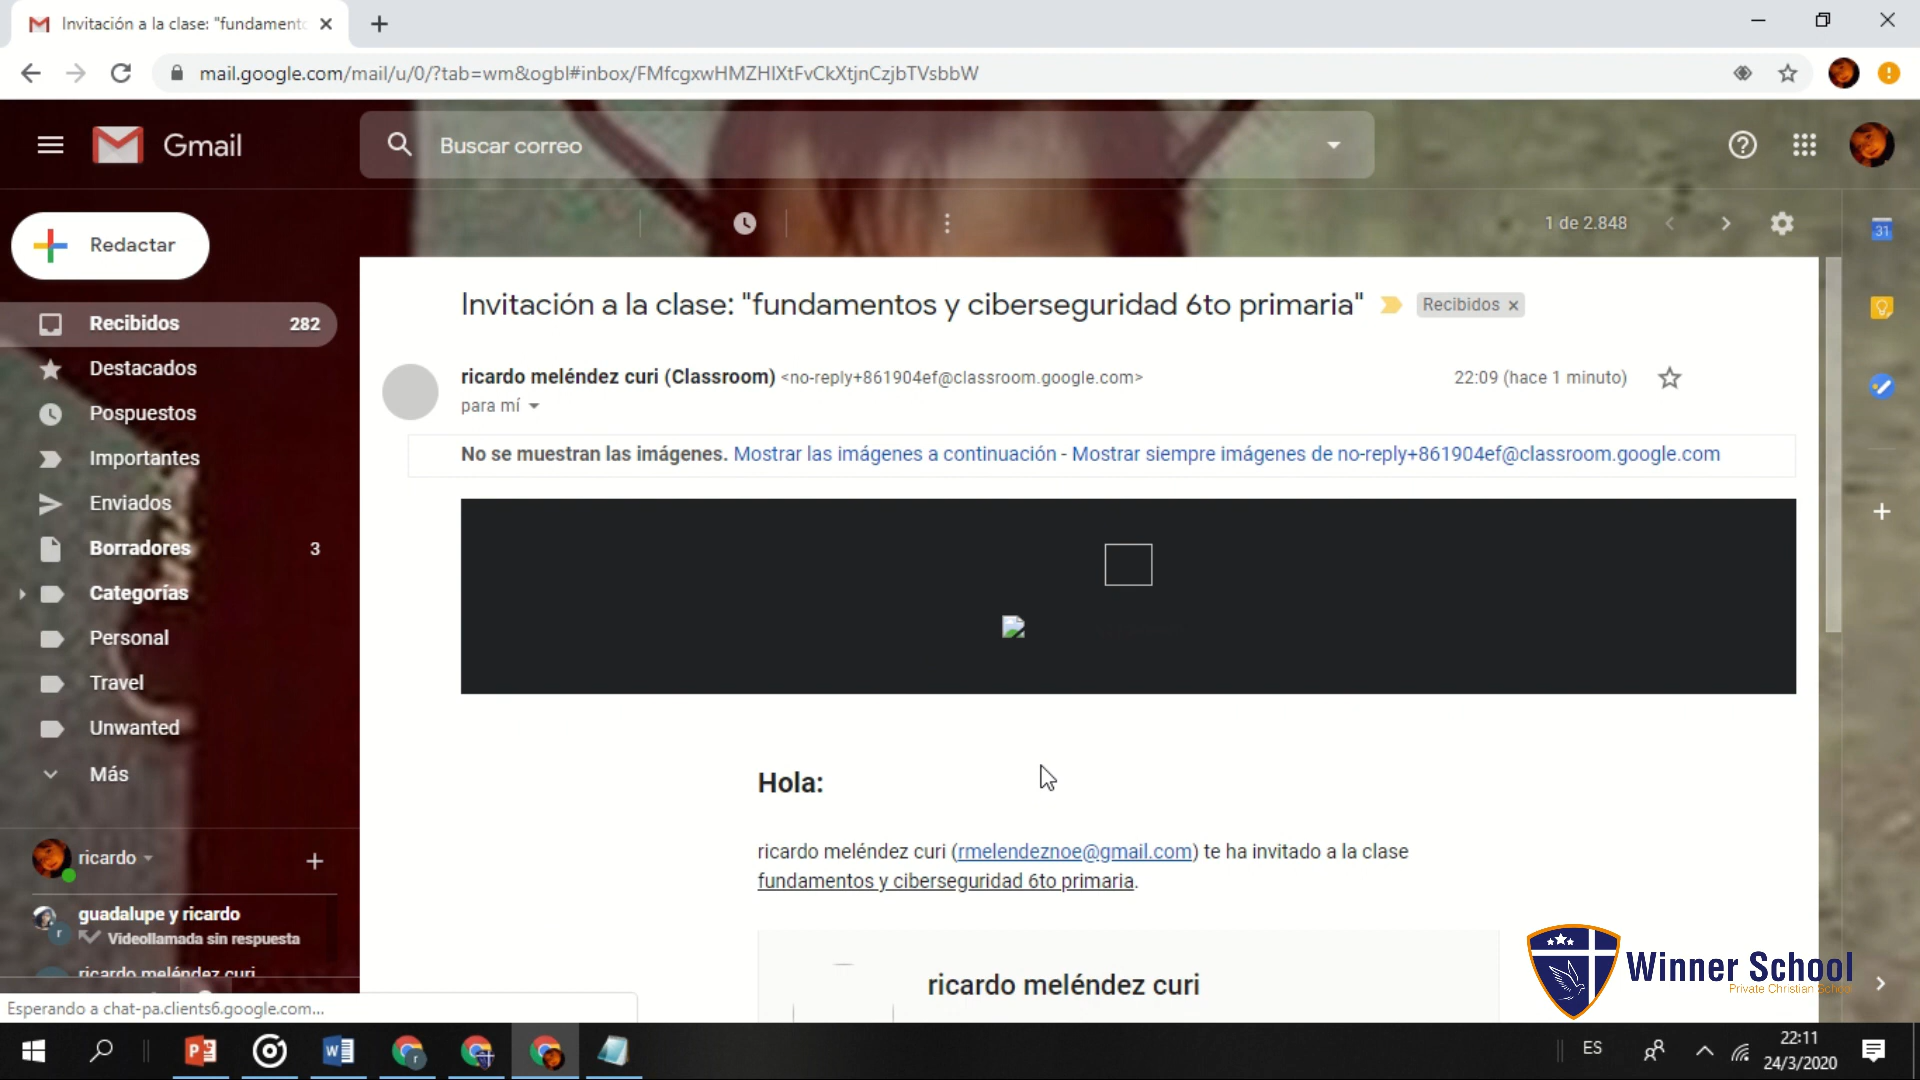 Invitación a la clase: "fundament
mail.google.com/mail/u/0/?tab=wm&ogbl#inbox/FMfcgxwHMZHlXtFvCkXtjnCzjbTVsbbW
Gmail
Buscar correo
Redactar
1 de 2.848
31
Recibidos 282
Destacados
Pospuestos
Importantes
Enviados
Borradores 3
Categorías
Personal
Travel
Unwanted
Más
ricardo
guadalupe y ricardo
r
Videollamada sin respuesta
ricardo meléndez curi
Invitación a la clase: "fundamentos y ciberseguridad 6to primaria" Recibidos x
ricardo meléndez curi (Classroom) <no-reply+861904ef@classroom.google.com>
22:09 (hace 1 minuto)
para mí
No se muestran las imágenes. Mostrar las imágenes a continuación - Mostrar siempre imágenes de no-reply+861904ef@classroom.google.com
Hola:
ricardo meléndez curi (rmelendeznoe@gmail.com) te ha invitado a la clase
fundamentos y ciberseguridad 6to primaria.
ricardo meléndez curi
Winner School
Private Christian School
Esperando a chat-pa.clients6.google.com...
ES
22:11
24/3/2020